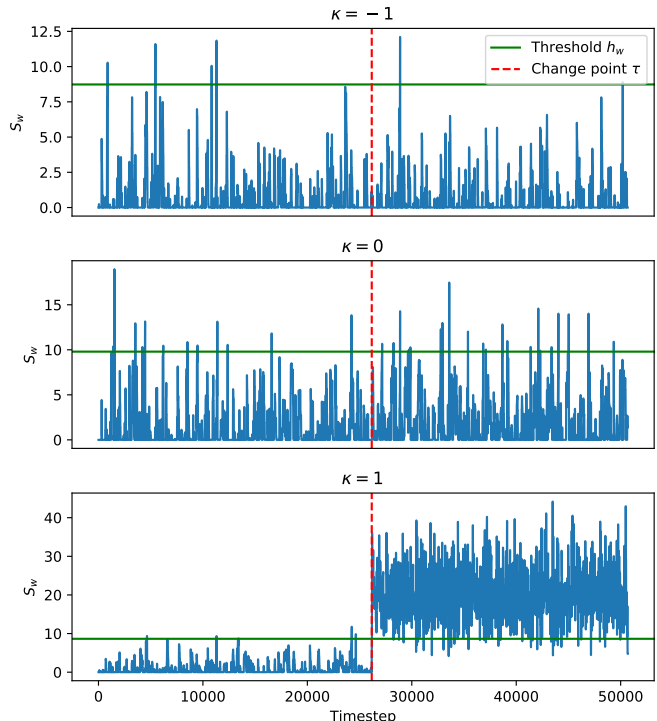 κ = −1
12.5
10.0
7.5
5.0
2.5
0.0
S_w
Threshold h_w
Change point τ
κ = 0
15
10
5
0
S_w
κ = 1
40
30
20
10
0
S_w
0 10000 20000 30000 40000 50000
Timestep